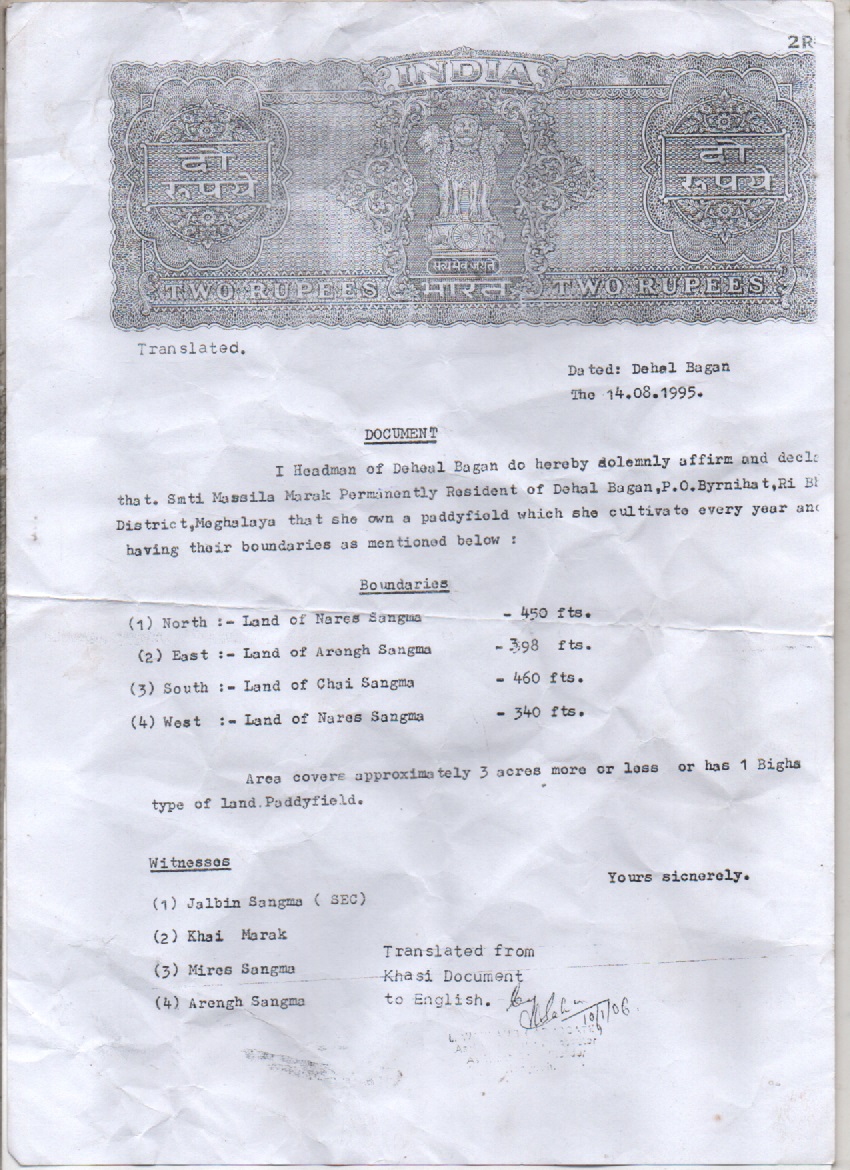 2R
INDIA
दो
रूपये
दो
रूपये
सत्यमेव जयते
TWO RUPEES भारत TWO RUPEES
Translated.
Dated: Dehal Bagan
The 14.08.1995.
DOCUMENT
I Headman of Deheal Bagan do hereby dolemnly affirm and decla
that. Smti Massila Marak Permanently Resident of Dehal Bagan,P.O.Byrnihat,Ri Bh
District,Meghalaya that she own a paddyfield which she cultivate every year and
having their boundaries as mentioned below :
Boundaries
(1) North :- Land of Nares Sangma - 450 fts.
(2) East :- Land of Arengh Sangma - 398 fts.
(3) South :- Land of Chai Sangma - 460 fts.
(4) West :- Land of Nares Sangma - 340 fts.
Area covers approximately 3 acres more or less or has 1 Bigha
type of land.Paddyfield.
Witnesses
Yours sicnerely.
(1) Jalbin Sangma ( SEC)
(2) Khai Marak
(3) Mires Sangma
(4) Arengh Sangma
Translated from
Khasi Document
to English.
10/1/06